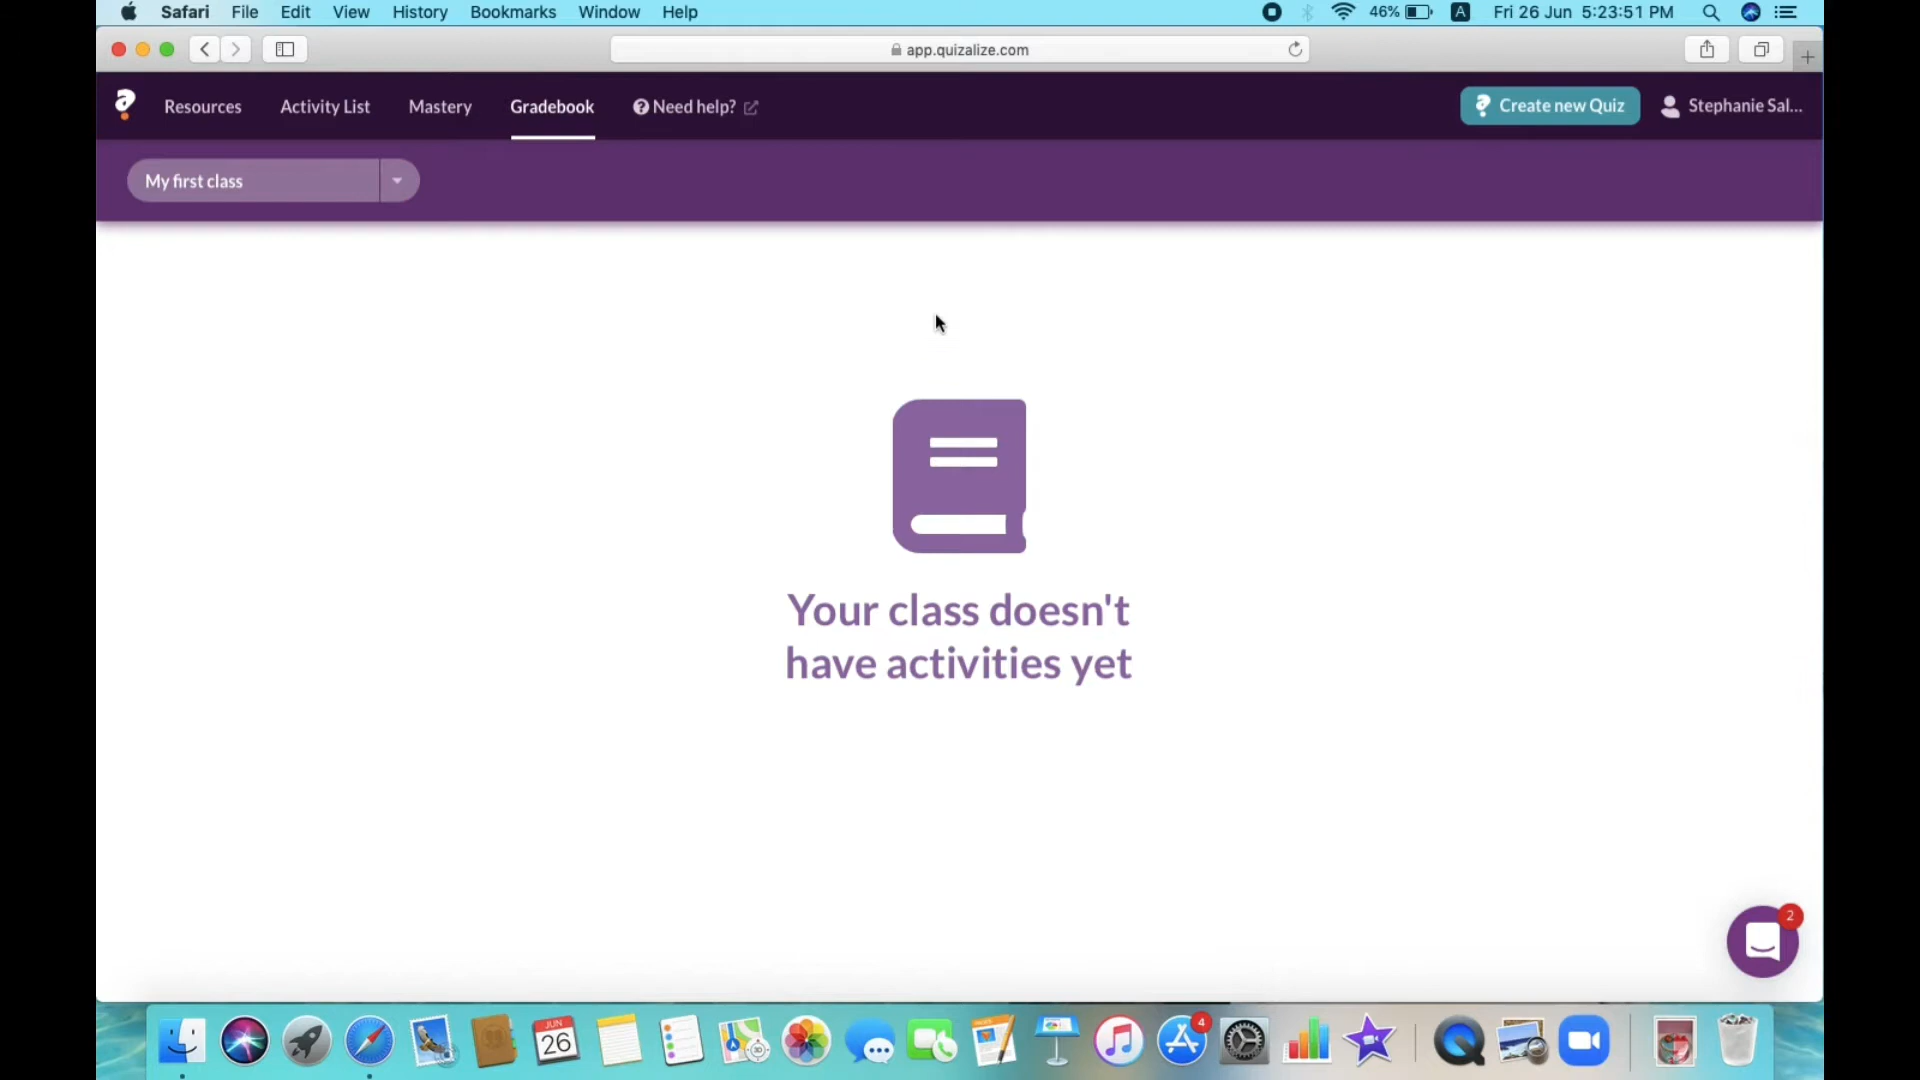 Safari File Edit View History Bookmarks Window Help 46% A Fri 26 Jun 5:23:51 PM
app.quizalize.com
Resources Activity List Mastery Gradebook Need help? Create new Quiz Stephanie Sal...
My first class
Your class doesn't
have activities yet
2
JUN
26
3D
4